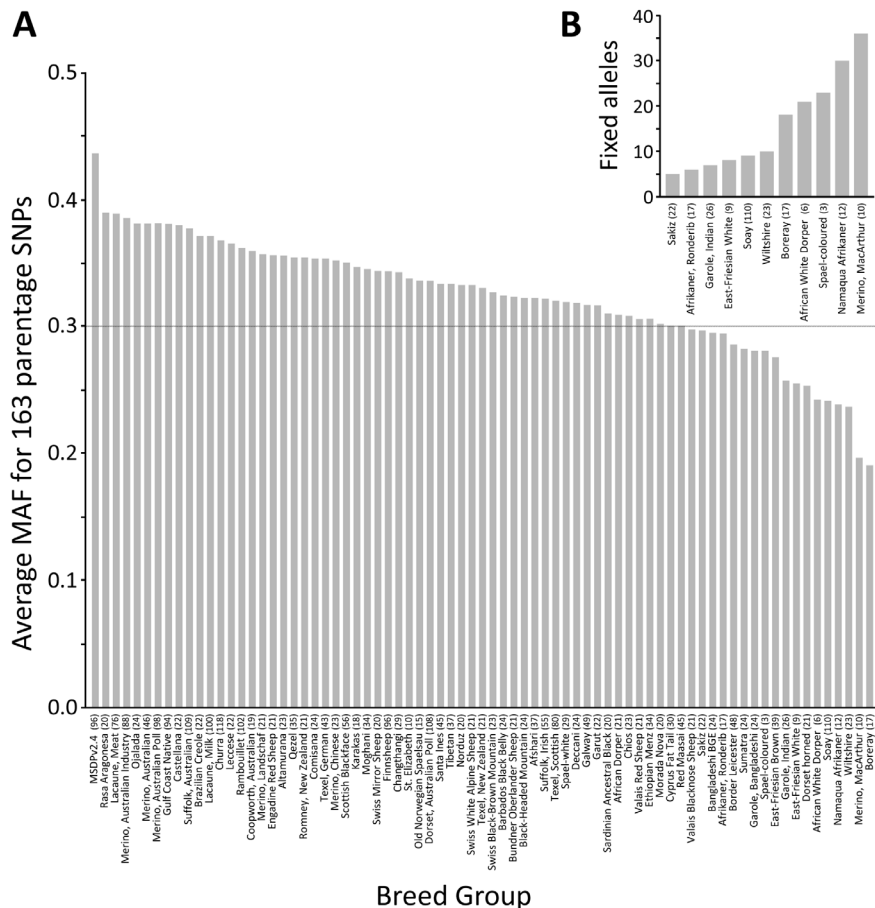 A
Average MAF for 163 parentage SNPs
0.5
0.4
0.3
0.2
0.1
0.0
MSDPv2.4 (96)
Rasa Aragonesa (20)
Lacaune, Meat (76)
Merino, Australian Industry (88)
Ojalada (24)
Merino, Australian (46)
Merino, Australian Poll (98)
Gulf Coast Native (94)
Castellana (22)
Suffolk, Australian (109)
Brazilian Creole (22)
Lacaune, Milk (100)
Churra (118)
Leccese (22)
Rambouillet (102)
Coopworth, Australian (19)
Merino, Landschaf (21)
Engadine Red Sheep (21)
Altamurana (23)
Qezel (35)
Romney, New Zealand (21)
Comisana (24)
Texel, German (43)
Merino, Chinese (23)
Scottish Blackface (56)
Karakas (18)
Moghani (34)
Swiss Mirror Sheep (20)
Finnsheep (96)
Changthangi (29)
St. Elizabeth (10)
Old Norwegian Spaelsau (15)
Dorset, Australian Poll (108)
Santa Ines (45)
Tibetan (37)
Norduz (20)
Swiss White Alpine Sheep (21)
Texel, New Zealand (21)
Swiss Black-Brown Mountain (23)
Barbados Black Belly (24)
Bundner Oberlander Sheep (21)
Black-Headed Mountain (24)
Afshari (37)
Suffolk, Irish (55)
Texel, Scottish (80)
Spael-white (29)
Deccani (24)
Galway (49)
Garut (22)
Sardinian Ancestral Black (20)
African Dorper (21)
Chios (23)
Valais Red Sheep (21)
Ethiopian Menz (34)
Morada Nova (20)
Cyprus Fat Tail (30)
Red Maasai (45)
Valais Blacknose Sheep (21)
Sakiz (22)
Bangladeshi BGE (24)
Afrikaner, Ronderib (17)
Border Leicester (48)
Sumatra (24)
Garole, Bangladeshi (24)
Spael-coloured (3)
East-Friesian Brown (39)
Garole, Indian (26)
East-Friesian White (9)
Dorset horned (21)
African White Dorper (6)
Soay (110)
Namaqua Afrikaner (12)
Wiltshire (23)
Merino, MacArthur (10)
Boreray (17)
Breed Group
B
Fixed alleles
40
30
20
10
0
Sakiz (22)
Afrikaner, Ronderib (17)
Garole, Indian (26)
East-Friesian White (9)
Soay (110)
Wiltshire (23)
Boreray (17)
African White Dorper (6)
Spael-coloured (3)
Namaqua Afrikaner (12)
Merino, MacArthur (10)